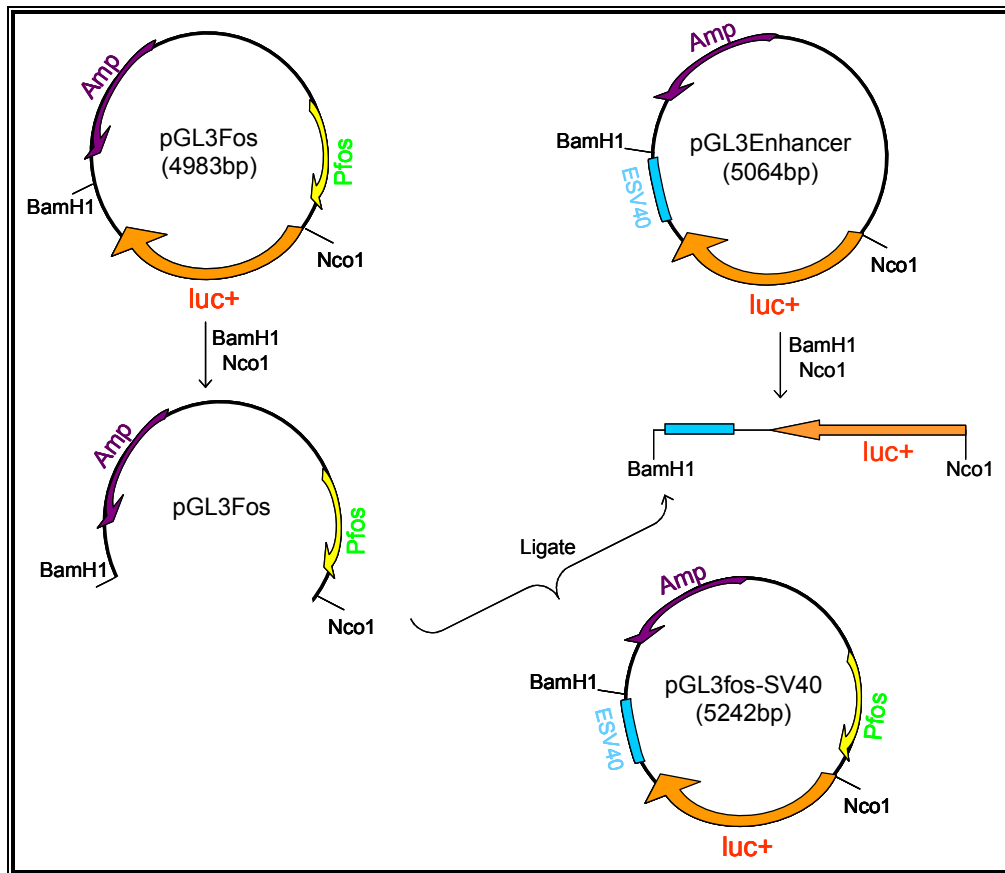 Amp
pGL3Fos
(4983bp)
Pfos
BamH1
Nco1
luc+
BamH1
Nco1
Amp
BamH1
pGL3Enhancer
(5064bp)
ESV40
Nco1
luc+
BamH1
Nco1
Amp
pGL3Fos
Pfos
BamH1
Nco1
BamH1
luc+
Nco1
Ligate
Amp
BamH1
pGL3fos-SV40
(5242bp)
ESV40
Pfos
Nco1
luc+